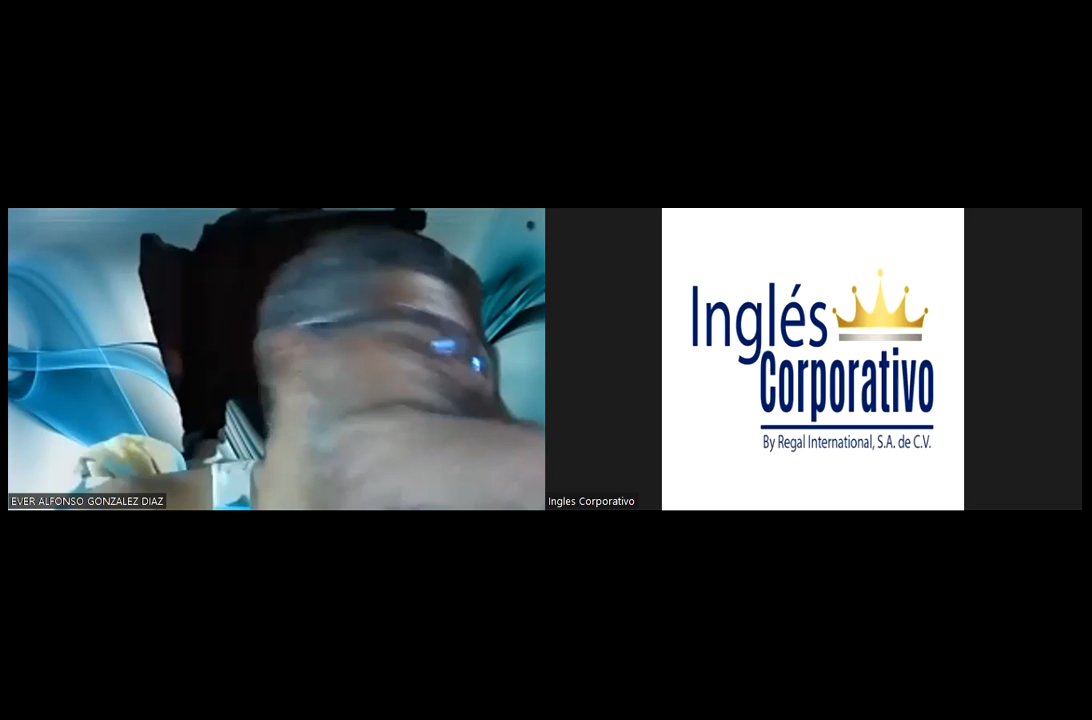 Inglés
Corporativo
By Regal International, S.A. de C.V.
EVER ALFONSO GONZALEZ DIAZ
Ingles Corporativo